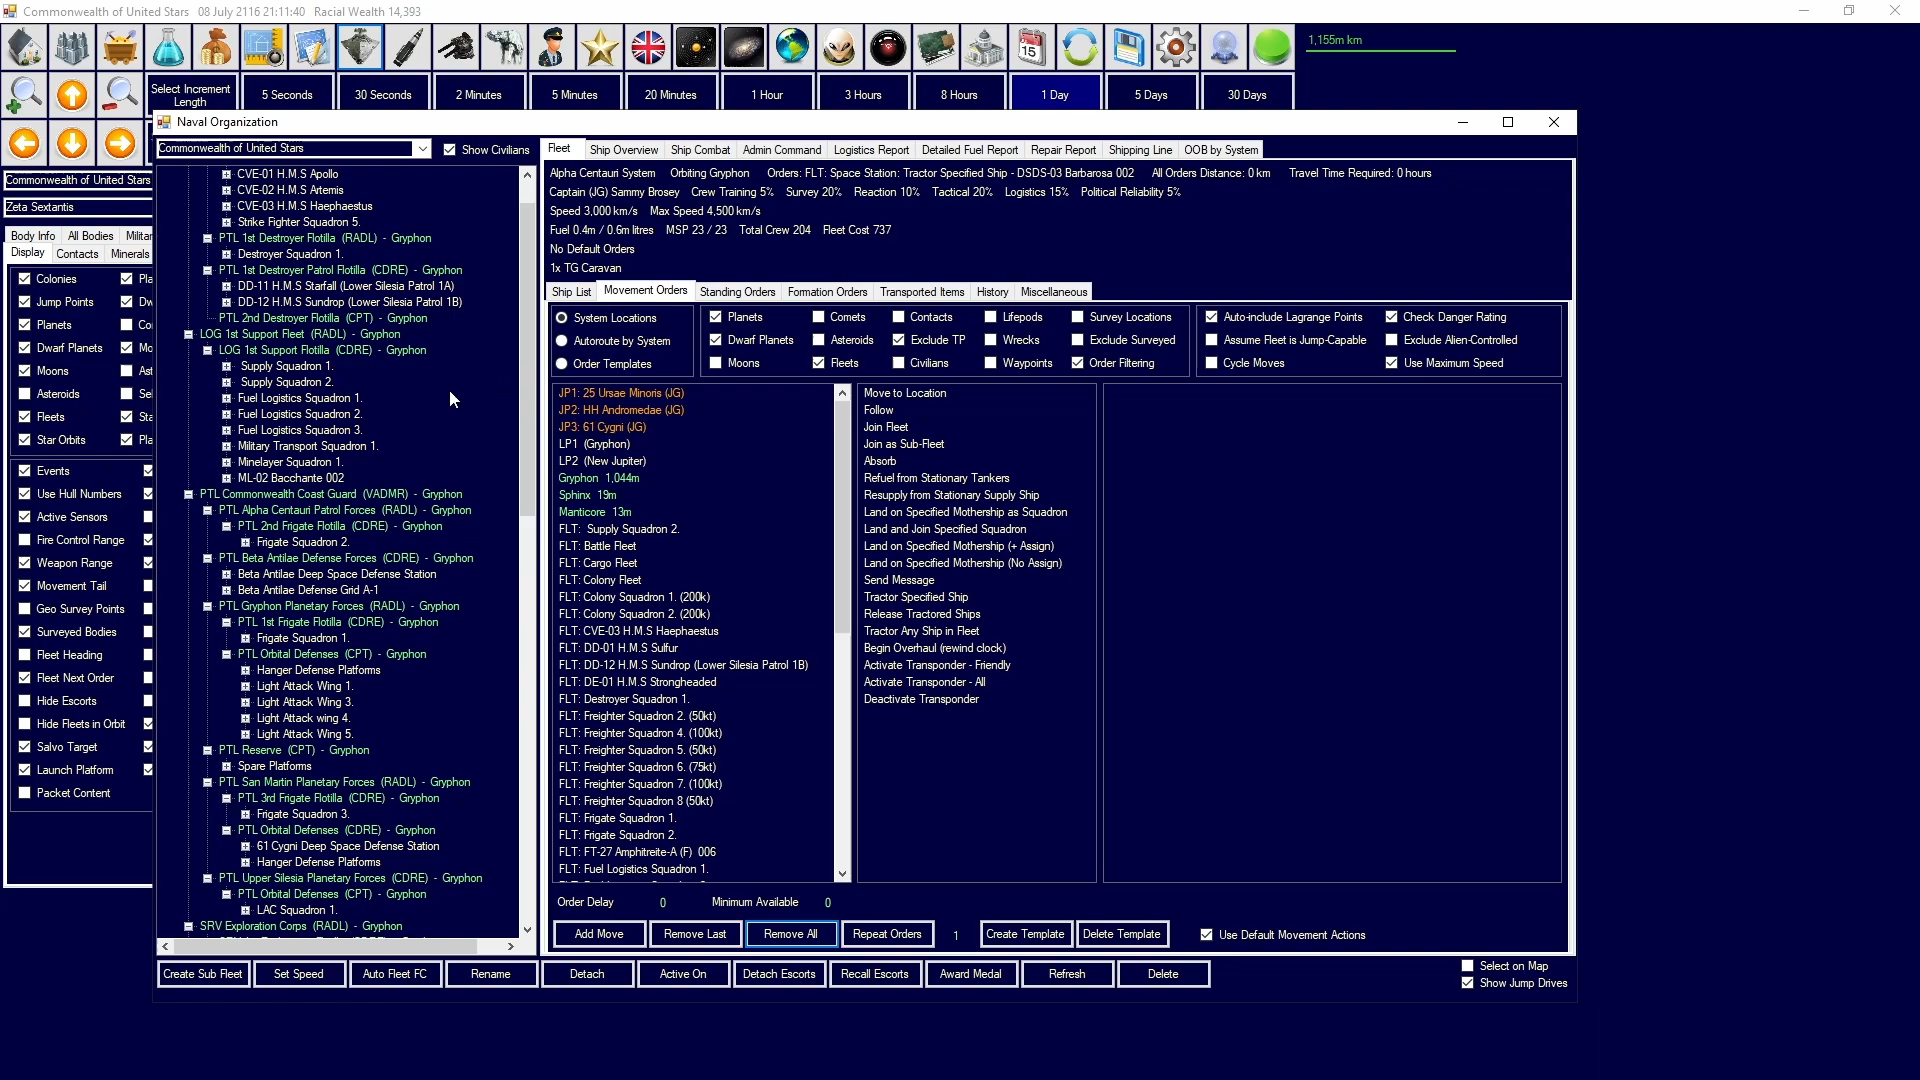 Commonwealth of United Stars   08 July 2116 21:11:40   Racial Wealth 14,393
1,155m km
Select Increment Length
5 Seconds
30 Seconds
2 Minutes
5 Minutes
20 Minutes
1 Hour
3 Hours
8 Hours
1 Day
5 Days
30 Days
Commonwealth of United Stars
Zeta Sextantis
Body Info   All Bodies
Display   Contacts   Minerals
Colonies
Jump Points
Planets
Dwarf Planets
Moons
Asteroids
Fleets
Star Orbits
Events
Use Hull Numbers
Active Sensors
Fire Control Range
Weapon Range
Movement Tail
Geo Survey Points
Surveyed Bodies
Fleet Heading
Fleet Next Order
Hide Escorts
Hide Fleets in Orbit
Salvo Target
Launch Platform
Packet Content
Naval Organization
Commonwealth of United Stars
Show Civilians
CVE-01 H.M.S Apollo
CVE-02 H.M.S Artemis
CVE-03 H.M.S Haephaestus
Strike Fighter Squadron 5.
PTL 1st Destroyer Flotilla (RADL) - Gryphon
Destroyer Squadron 1.
PTL 1st Destroyer Patrol Flotilla (CDRE) - Gryphon
DD-11 H.M.S Starfall (Lower Silesia Patrol 1A)
DD-12 H.M.S Sundrop (Lower Silesia Patrol 1B)
PTL 2nd Destroyer Flotilla (CPT) - Gryphon
LOG 1st Support Fleet (RADL) - Gryphon
LOG 1st Support Flotilla (CDRE) - Gryphon
Supply Squadron 1.
Supply Squadron 2.
Fuel Logistics Squadron 1.
Fuel Logistics Squadron 2.
Fuel Logistics Squadron 3.
Military Transport Squadron 1.
Minelayer Squadron 1.
ML-02 Bacchante 002
PTL Commonwealth Coast Guard (VADMR) - Gryphon
PTL Alpha Centauri Patrol Forces (RADL) - Gryphon
PTL 2nd Frigate Flotilla (CDRE) - Gryphon
Frigate Squadron 2.
PTL Beta Antilae Defense Forces (CDRE) - Gryphon
Beta Antilae Deep Space Defense Station
Beta Antilae Defense Grid A-1
PTL Gryphon Planetary Forces (RADL) - Gryphon
PTL 1st Frigate Flotilla (CDRE) - Gryphon
Frigate Squadron 1.
PTL Orbital Defenses (CPT) - Gryphon
Hanger Defense Platforms
Light Attack Wing 1.
Light Attack Wing 3.
Light Attack wing 4.
Light Attack Wing 5.
PTL Reserve (CPT) - Gryphon
Spare Platforms
PTL San Martin Planetary Forces (RADL) - Gryphon
PTL 3rd Frigate Flotilla (CDRE) - Gryphon
Frigate Squadron 3.
PTL Orbital Defenses (CDRE) - Gryphon
61 Cygni Deep Space Defense Station
Hanger Defense Platforms
PTL Upper Silesia Planetary Forces (CDRE) - Gryphon
PTL Orbital Defenses (CPT) - Gryphon
LAC Squadron 1.
SRV Exploration Corps (RADL) - Gryphon
Fleet   Ship Overview   Ship Combat   Admin Command   Logistics Report   Detailed Fuel Report   Repair Report   Shipping Line   OOB by System
Alpha Centauri System   Orbiting Gryphon   Orders: FLT: Space Station: Tractor Specified Ship - DSDS-03 Barbarosa 002   All Orders Distance: 0 km   Travel Time Required: 0 hours
Captain (JG) Sammy Brosey   Crew Training 5%   Survey 20%   Reaction 10%   Tactical 20%   Logistics 15%   Political Reliability 5%
Speed 3,000 km/s   Max Speed 4,500 km/s
Fuel 0.4m / 0.6m litres   MSP 23 / 23   Total Crew 204   Fleet Cost 737
No Default Orders
1x TG Caravan
Ship List   Movement Orders   Standing Orders   Formation Orders   Transported Items   History   Miscellaneous
System Locations
Autoroute by System
Order Templates
Planets   Comets   Contacts   Lifepods   Survey Locations
Dwarf Planets   Asteroids   Exclude TP   Wrecks   Exclude Surveyed
Moons   Fleets   Civilians   Waypoints   Order Filtering
Auto-include Lagrange Points   Check Danger Rating
Assume Fleet is Jump-Capable   Exclude Alien-Controlled
Cycle Moves   Use Maximum Speed
JP1: 25 Ursae Minoris (JG)
JP2: HH Andromedae (JG)
JP3: 61 Cygni (JG)
LP1 (Gryphon)
LP2 (New Jupiter)
Gryphon 1,044m
Sphinx 19m
Manticore 13m
FLT: Supply Squadron 2.
FLT: Battle Fleet
FLT: Cargo Fleet
FLT: Colony Fleet
FLT: Colony Squadron 1. (200k)
FLT: Colony Squadron 2. (200k)
FLT: CVE-03 H.M.S Haephaestus
FLT: DD-01 H.M.S Sulfur
FLT: DD-12 H.M.S Sundrop (Lower Silesia Patrol 1B)
FLT: DE-01 H.M.S Strongheaded
FLT: Destroyer Squadron 1.
FLT: Freighter Squadron 2. (50kt)
FLT: Freighter Squadron 4. (100kt)
FLT: Freighter Squadron 5. (50kt)
FLT: Freighter Squadron 6. (75kt)
FLT: Freighter Squadron 7. (100kt)
FLT: Freighter Squadron 8 (50kt)
FLT: Frigate Squadron 1.
FLT: Frigate Squadron 2.
FLT: FT-27 Amphitreite-A (F) 006
FLT: Fuel Logistics Squadron 1.
Move to Location
Follow
Join Fleet
Join as Sub-Fleet
Absorb
Refuel from Stationary Tankers
Resupply from Stationary Supply Ship
Land on Specified Mothership as Squadron
Land and Join Specified Squadron
Land on Specified Mothership (+ Assign)
Land on Specified Mothership (No Assign)
Send Message
Tractor Specified Ship
Release Tractored Ships
Tractor Any Ship in Fleet
Begin Overhaul (rewind clock)
Activate Transponder - Friendly
Activate Transponder - All
Deactivate Transponder
Order Delay   0   Minimum Available   0
Add Move   Remove Last   Remove All   Repeat Orders   1   Create Template   Delete Template   Use Default Movement Actions
Create Sub Fleet   Set Speed   Auto Fleet FC   Rename   Detach   Active On   Detach Escorts   Recall Escorts   Award Medal   Refresh   Delete
Select on Map
Show Jump Drives